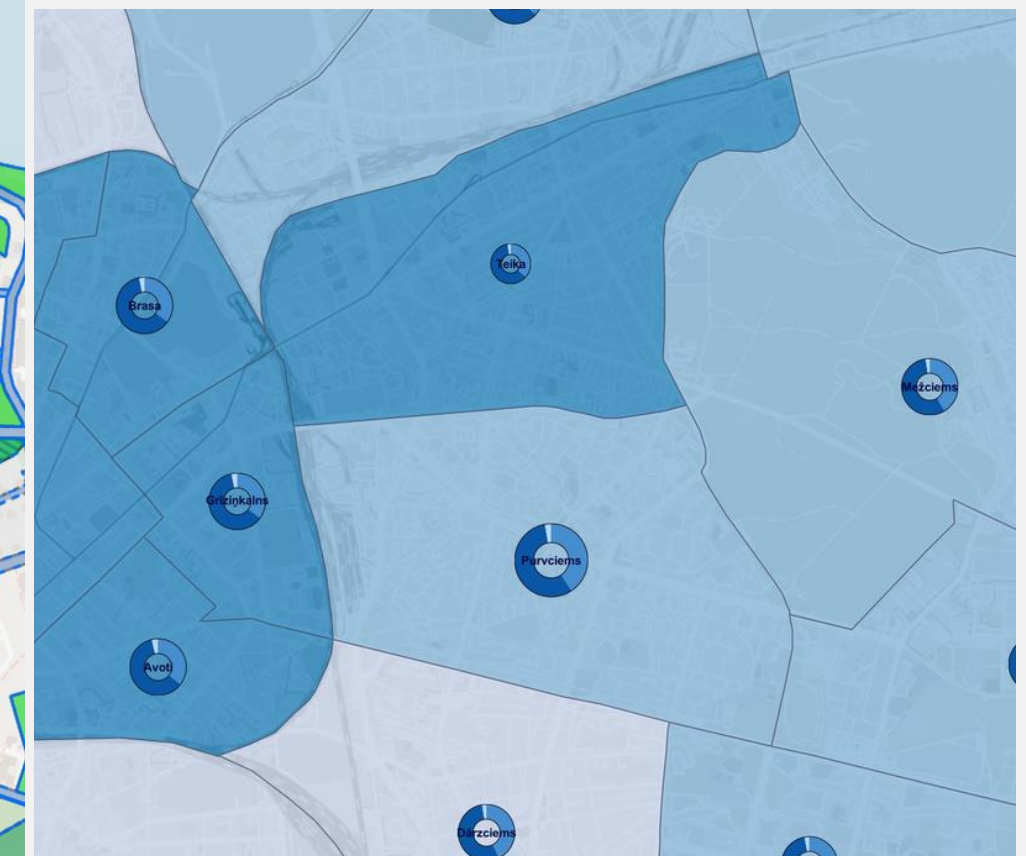 Teika
Brasa
Mežciems
Grīziņkalns
Purvciems
Avoti
Dārzciems